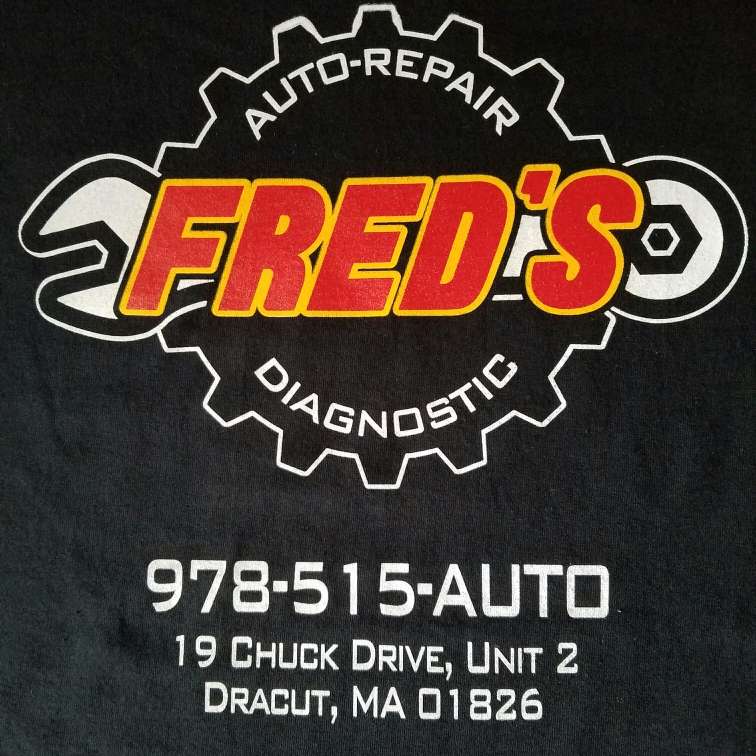 AUTO-REPAIR
FRED'S
DIAGNOSTIC
978-515-AUTO
19 CHUCK DRIVE, UNIT 2
DRACUT, MA 01826